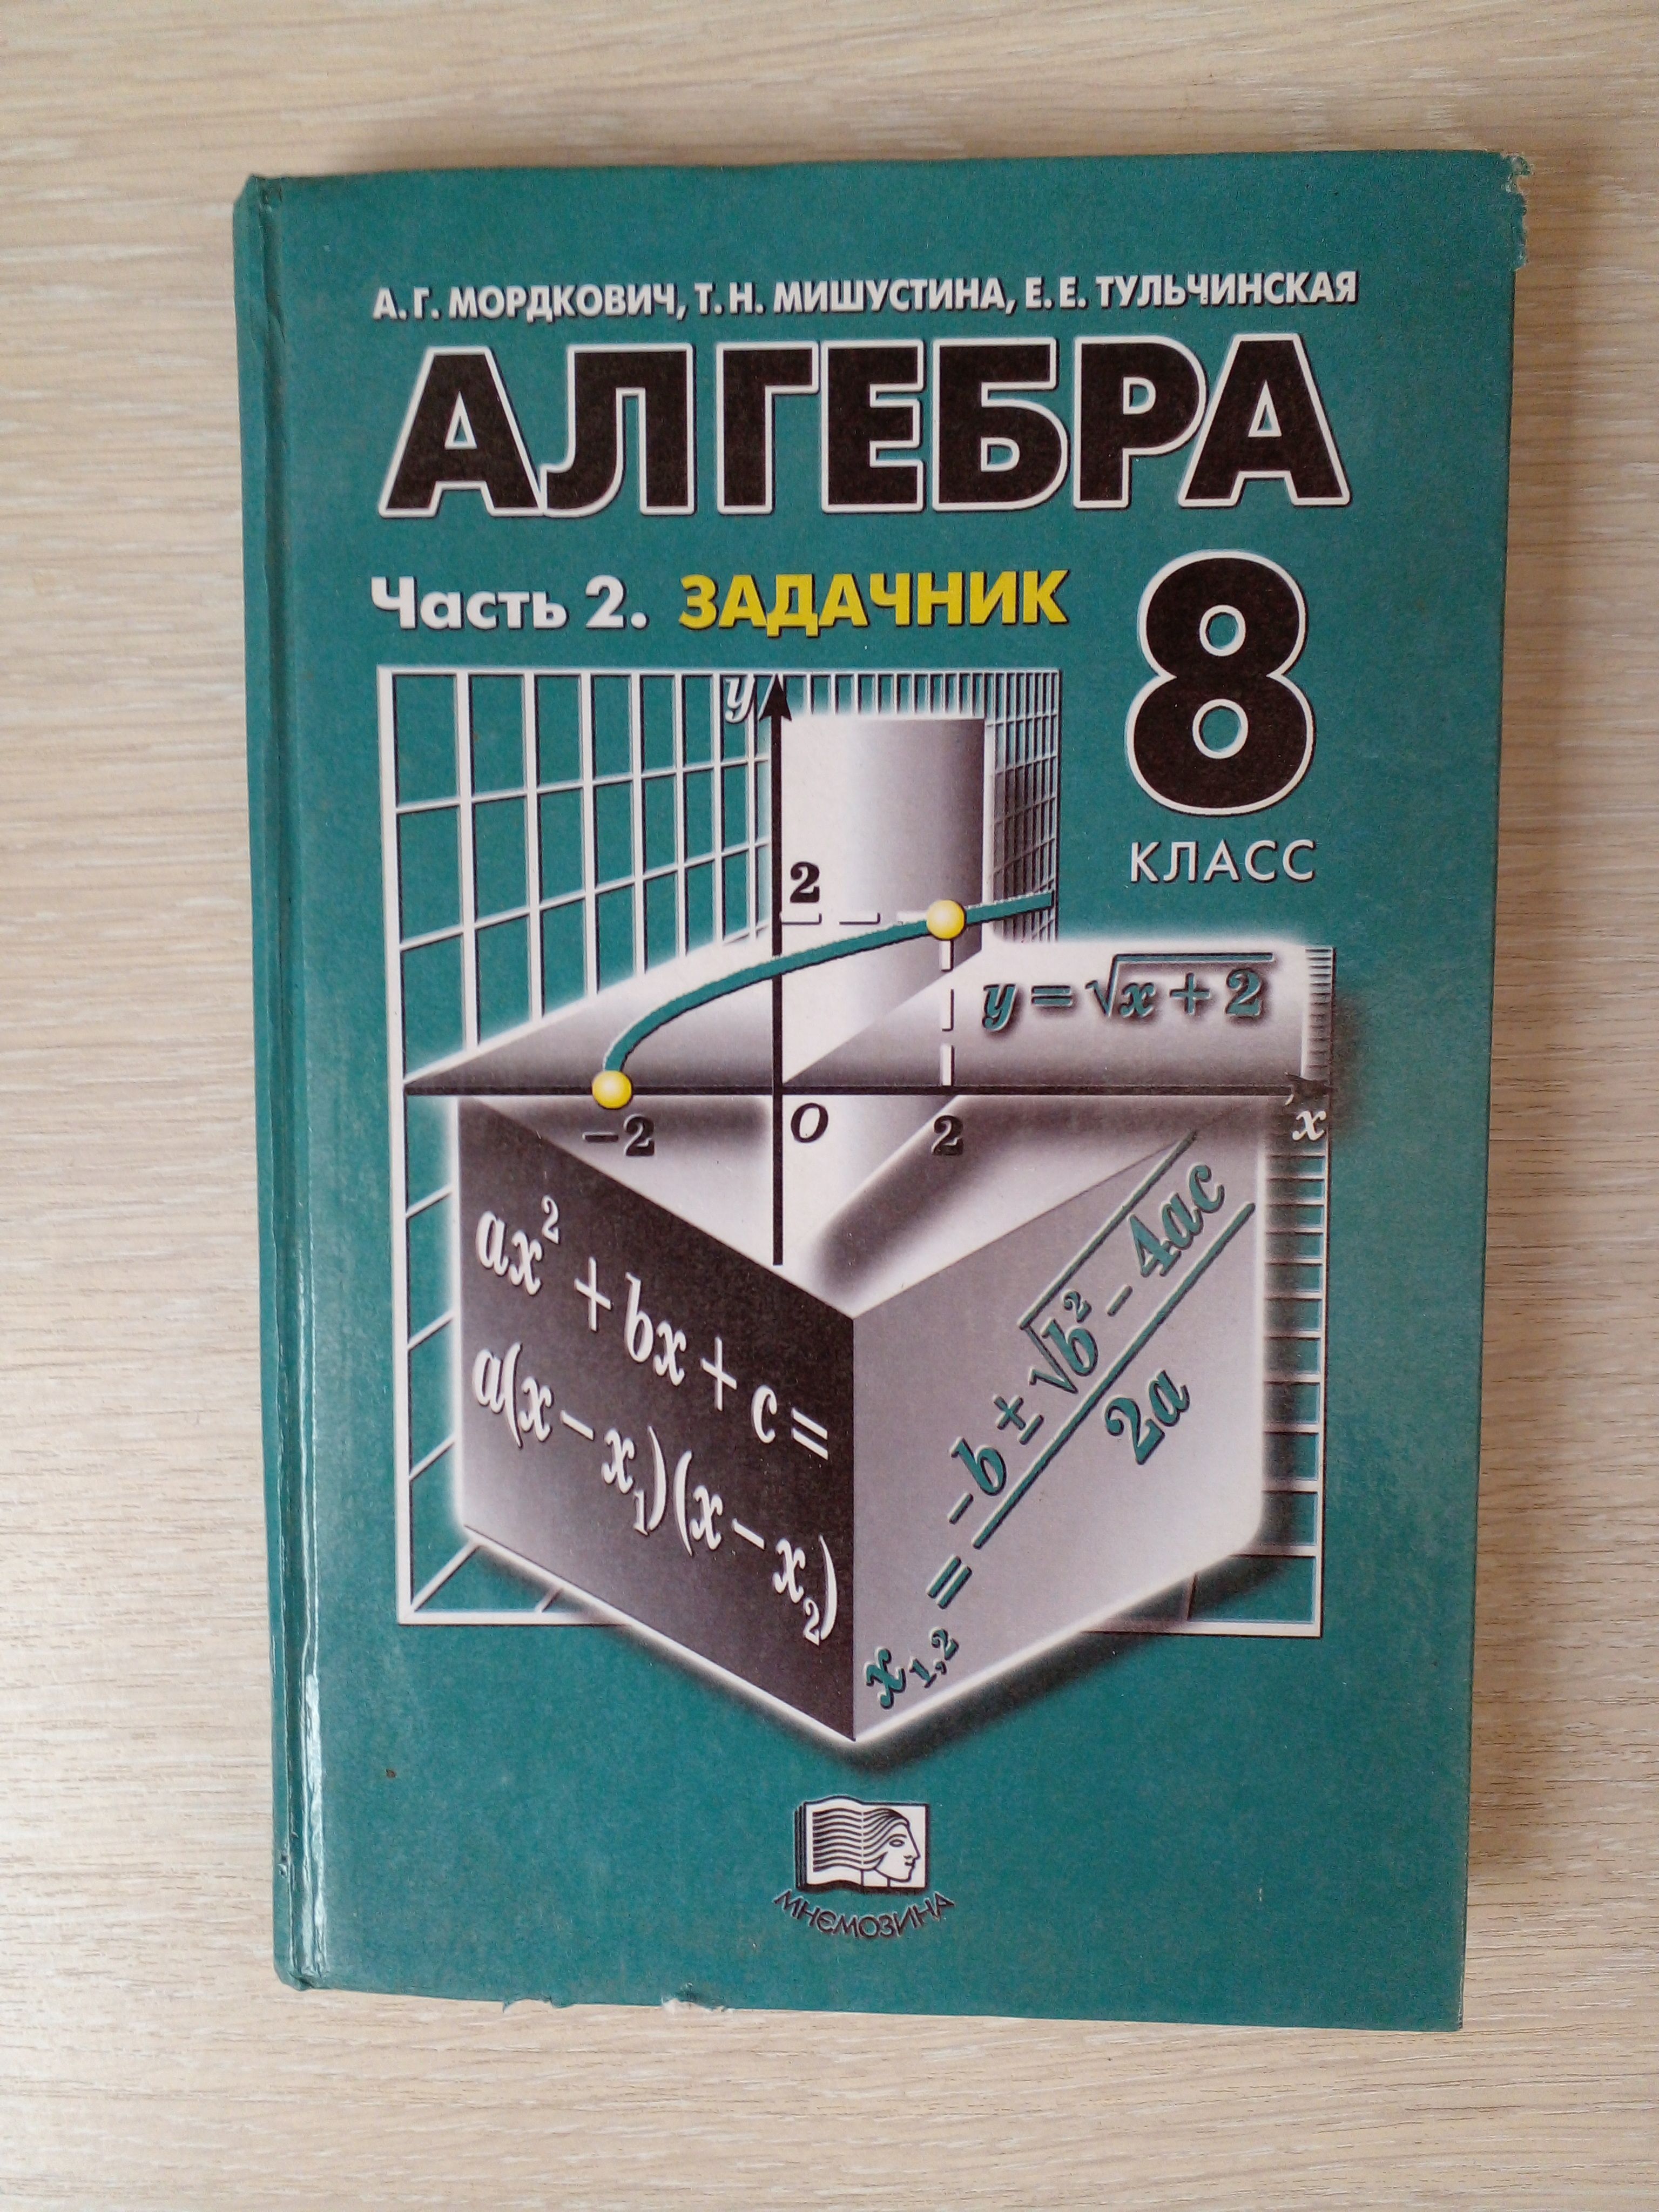 А. Г. МОРДКОВИЧ, Т. Н. МИШУСТИНА, Е. Е. ТУЛЬЧИНСКАЯ
АЛГЕБРА
Часть 2. ЗАДАЧНИК
8
КЛАСС
y
2
y = √x + 2
-2
O
2
x
ax² + bx + c =
a(x − x₁)(x − x₂)
x₁,₂ = −b ± √b² − 4ac
2a
МНЕМОЗИНА